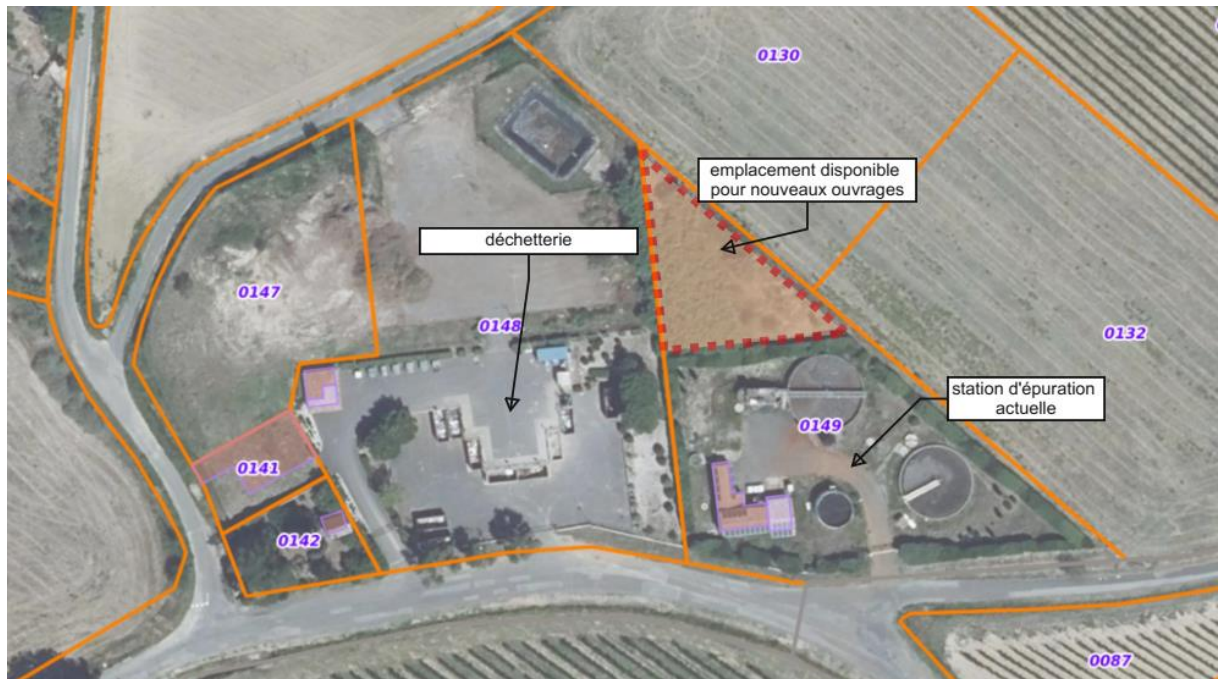 0130
emplacement disponible
pour nouveaux ouvrages
déchetterie
0147
0148
0132
station d'épuration
actuelle
0149
0141
0142
0087